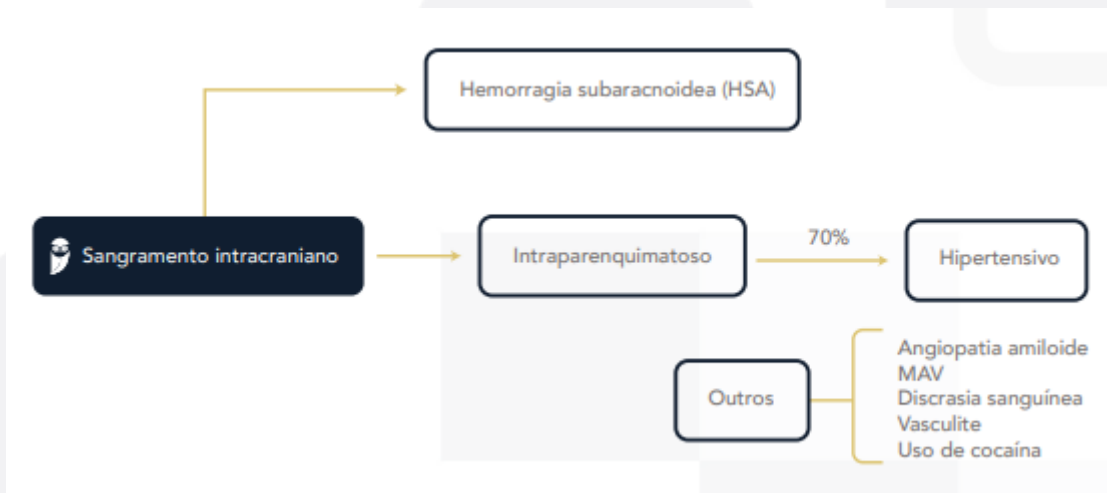 Hemorragia subaracnoidea (HSA)
Sangramento intracraniano
Intraparenquimatoso
70%
Hipertensivo
Outros
Angiopatia amiloide
MAV
Discrasia sanguínea
Vasculite
Uso de cocaína